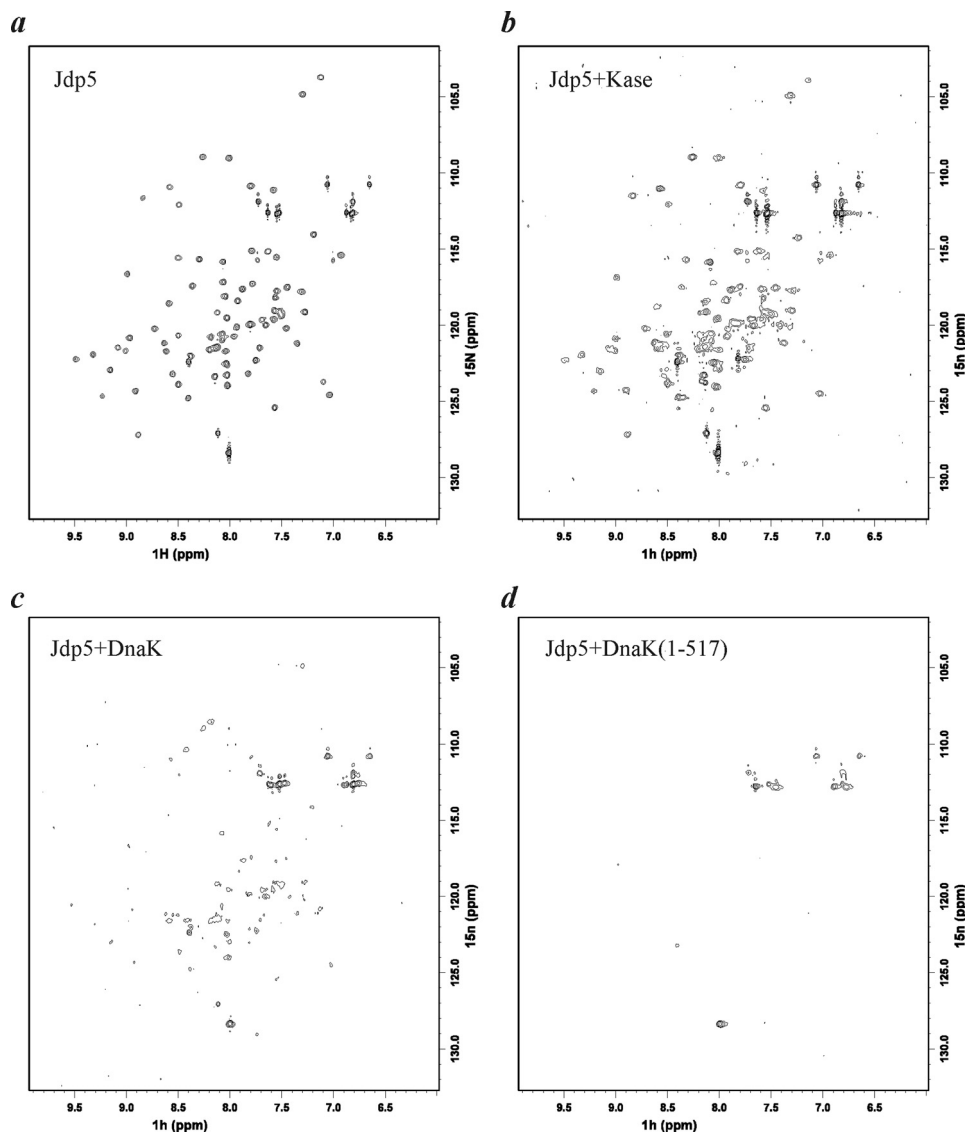 a
b
Jdp5
Jdp5+Kase
105.0
110.0
115.0
120.0
125.0
130.0
15N (ppm)
9.5 9.0 8.5 8.0 7.5 7.0 6.5
1H (ppm)
105.0
110.0
115.0
120.0
125.0
130.0
15n (ppm)
9.5 9.0 8.5 8.0 7.5 7.0 6.5
1h (ppm)
c
d
Jdp5+DnaK
Jdp5+DnaK(1-517)
105.0
110.0
115.0
120.0
125.0
130.0
15n (ppm)
9.5 9.0 8.5 8.0 7.5 7.0 6.5
1h (ppm)
105.0
110.0
115.0
120.0
125.0
130.0
15n (ppm)
9.5 9.0 8.5 8.0 7.5 7.0 6.5
1h (ppm)